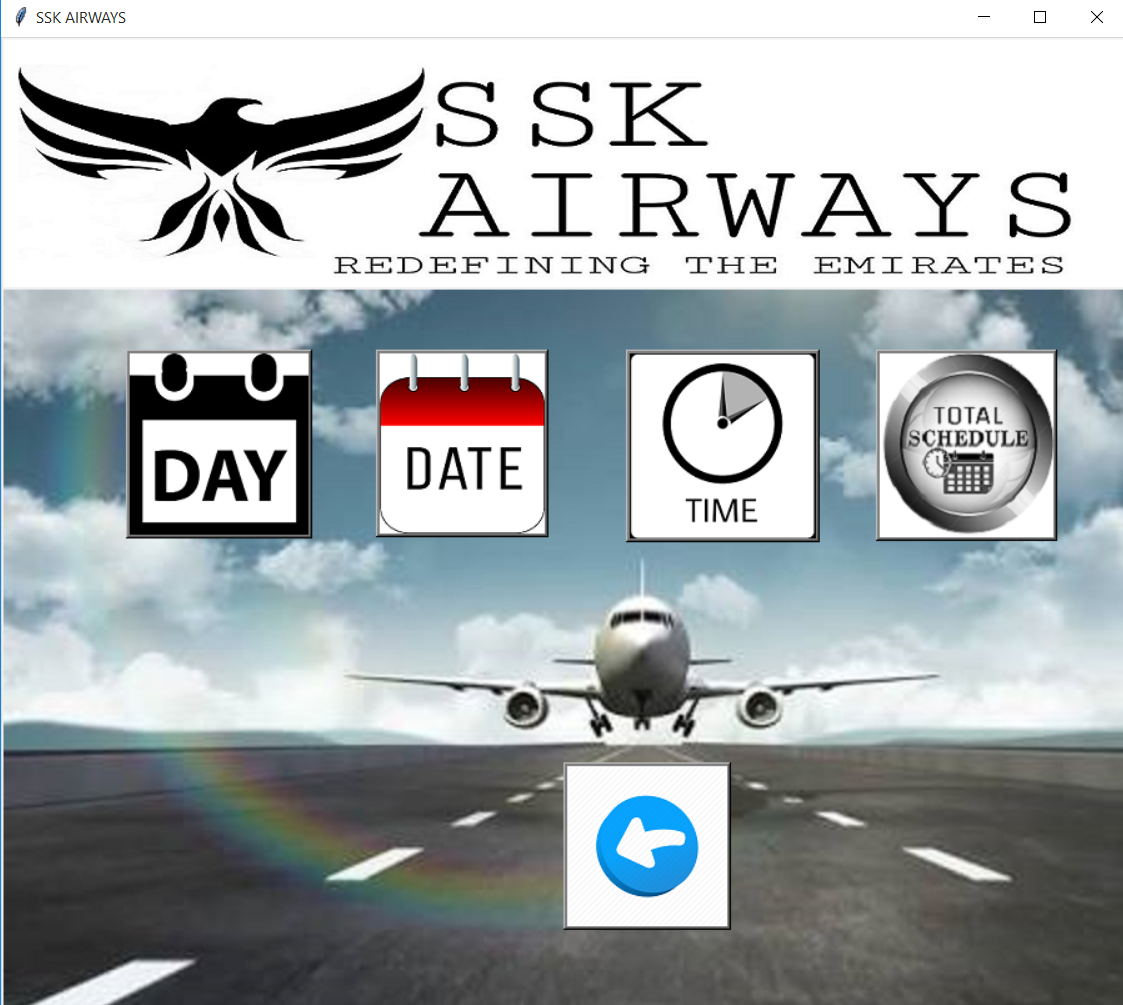 SSK AIRWAYS
SSK
AIRWAYS
REDEFINING THE EMIRATES
DAY
DATE
TIME
TOTAL
SCHEDULE